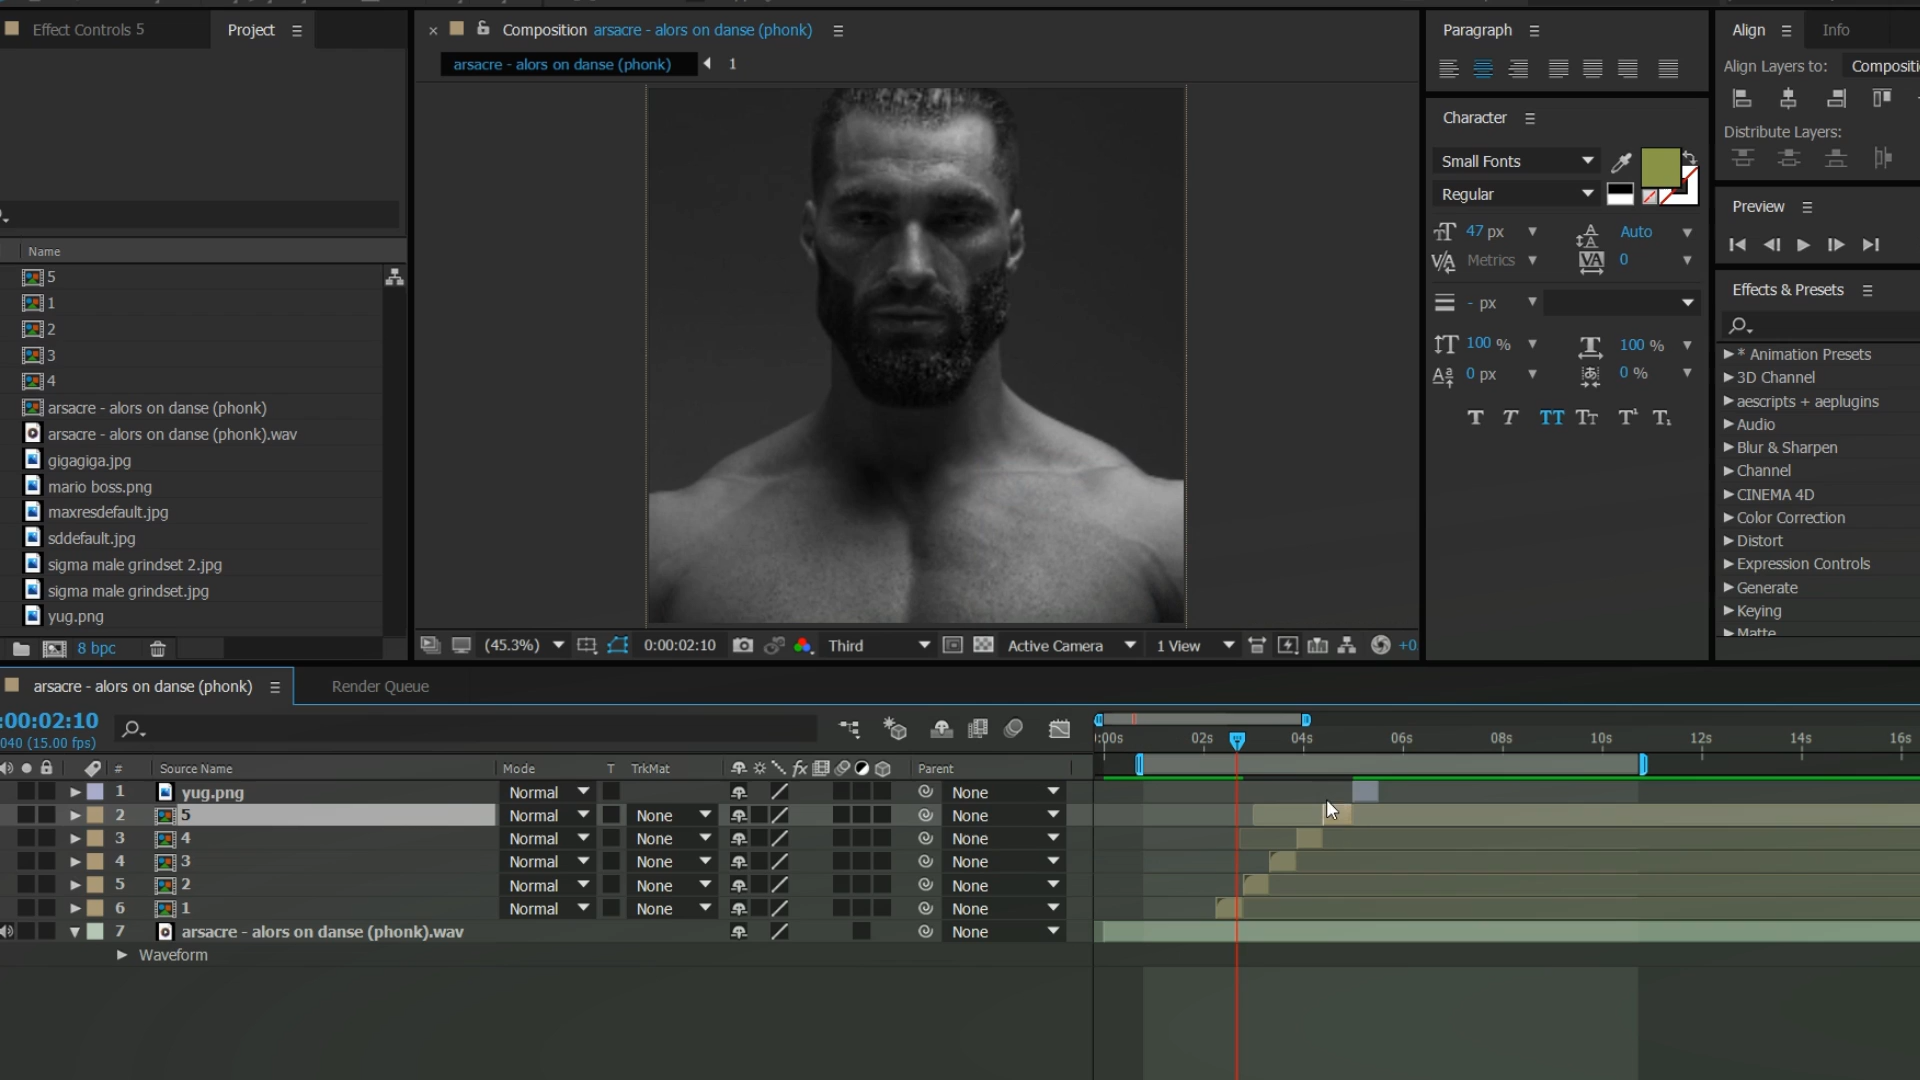 Effect Controls 5
Project
Composition arsacre - alors on danse (phonk)
arsacre - alors on danse (phonk)
1
Paragraph
Align
Info
Align Layers to:
Compositi
Distribute Layers:
Character
Small Fonts
Regular
47 px
Auto
Metrics
0
- px
100 %
100 %
0 px
0 %
TT
Preview
Effects & Presets
* Animation Presets
3D Channel
aescripts + aeplugins
Audio
Blur & Sharpen
Channel
CINEMA 4D
Color Correction
Distort
Expression Controls
Generate
Keying
Matte
Name
5
1
2
3
4
arsacre - alors on danse (phonk)
arsacre - alors on danse (phonk).wav
gigagiga.jpg
mario boss.png
maxresdefault.jpg
sddefault.jpg
sigma male grindset 2.jpg
sigma male grindset.jpg
yug.png
8 bpc
(45.3%)
0:00:02:10
Third
Active Camera
1 View
+0
arsacre - alors on danse (phonk)
Render Queue
:00:02:10
040 (15.00 fps)
):00s 02s 04s 06s 08s 10s 12s 14s 16s
# Source Name Mode T TrkMat Parent
1 yug.png Normal None
2 5 Normal None None
3 4 Normal None None
4 3 Normal None None
5 2 Normal None None
6 1 Normal None None
7 arsacre - alors on danse (phonk).wav None
Waveform